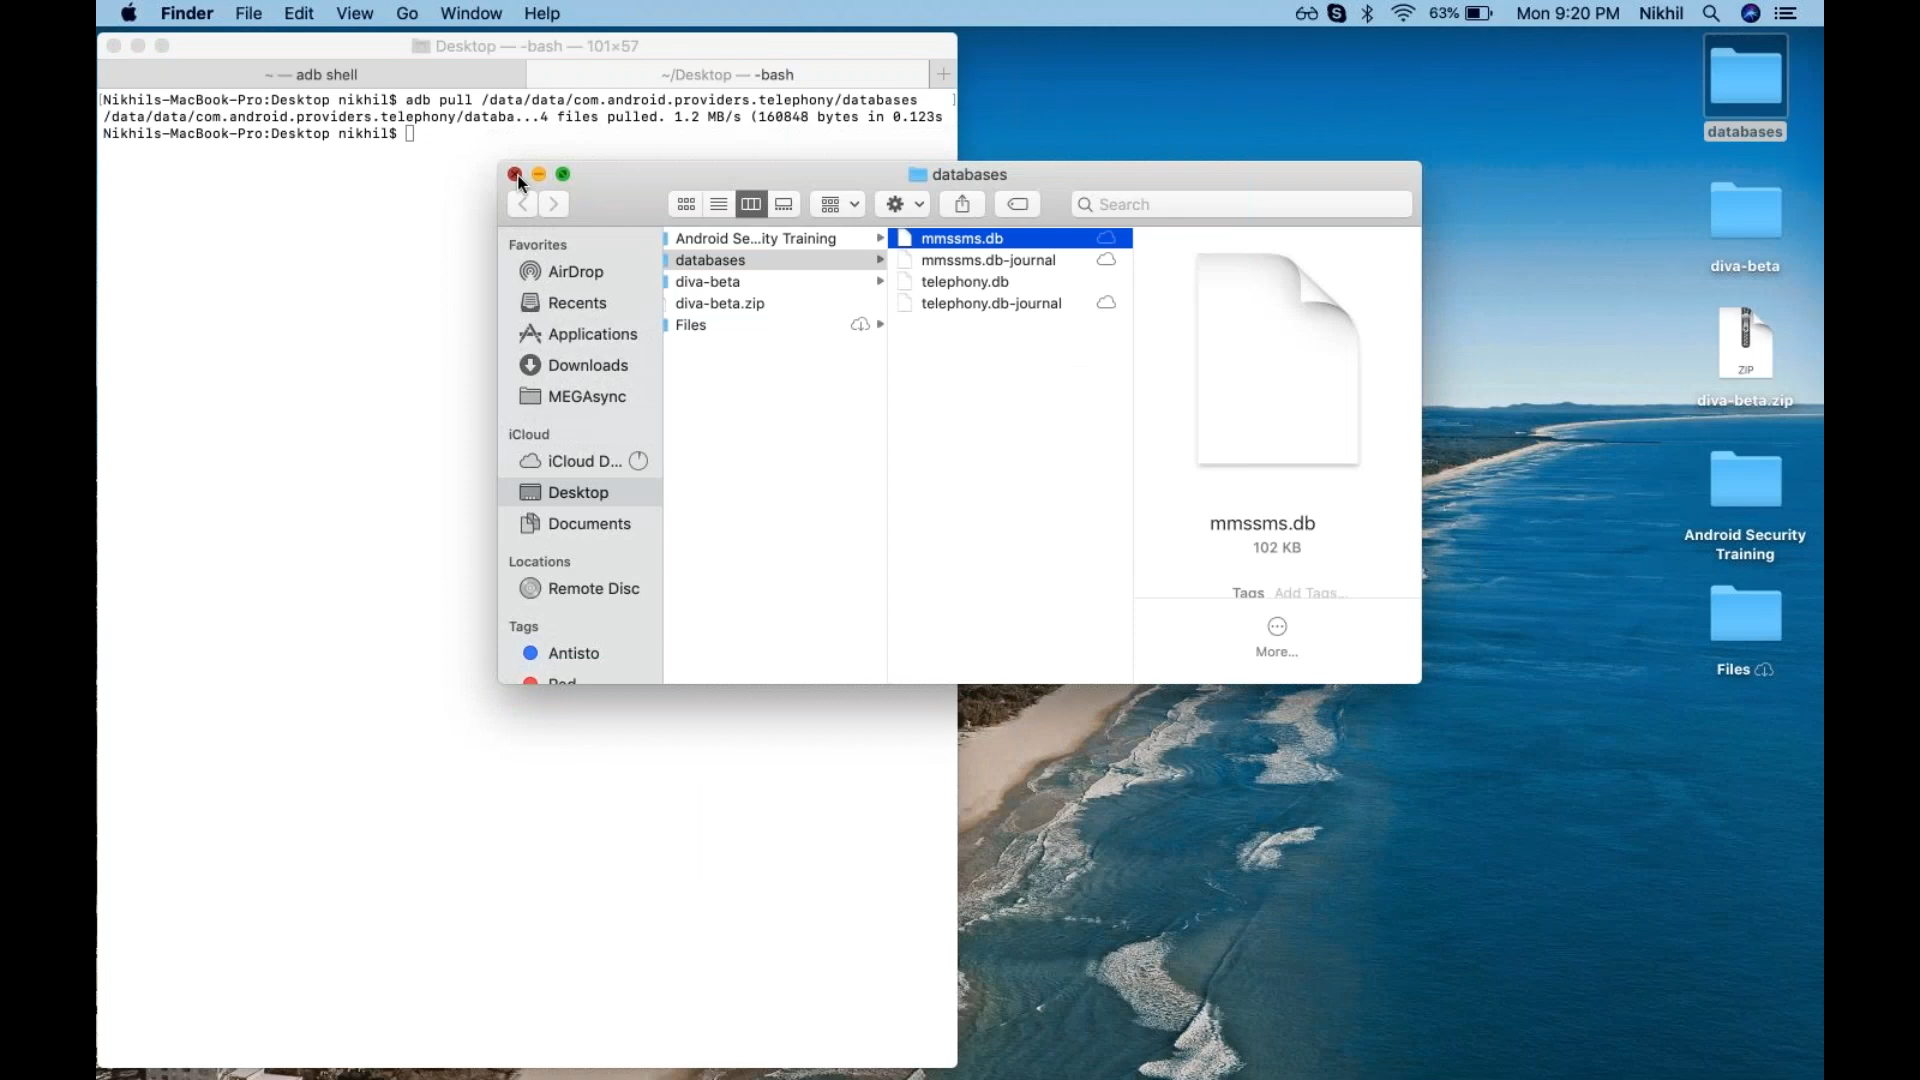 Finder File Edit View Go Window Help
63% Mon 9:20 PM Nikhil
Desktop — -bash — 101×57
~ — adb shell
~/Desktop — -bash
[Nikhils-MacBook-Pro:Desktop nikhil$ adb pull /data/data/com.android.providers.telephony/databases ]
/data/data/com.android.providers.telephony/databa...4 files pulled. 1.2 MB/s (160848 bytes in 0.123s
Nikhils-MacBook-Pro:Desktop nikhil$
databases
Search
Favorites
AirDrop
Recents
Applications
Downloads
MEGAsync
iCloud
iCloud D...
Desktop
Documents
Locations
Remote Disc
Tags
Antisto
Android Se...ity Training
databases
diva-beta
diva-beta.zip
Files
mmssms.db
mmssms.db-journal
telephony.db
telephony.db-journal
mmssms.db
102 KB
Tags Add Tags...
More...
databases
diva-beta
ZIP
diva-beta.zip
Android Security
Training
Files